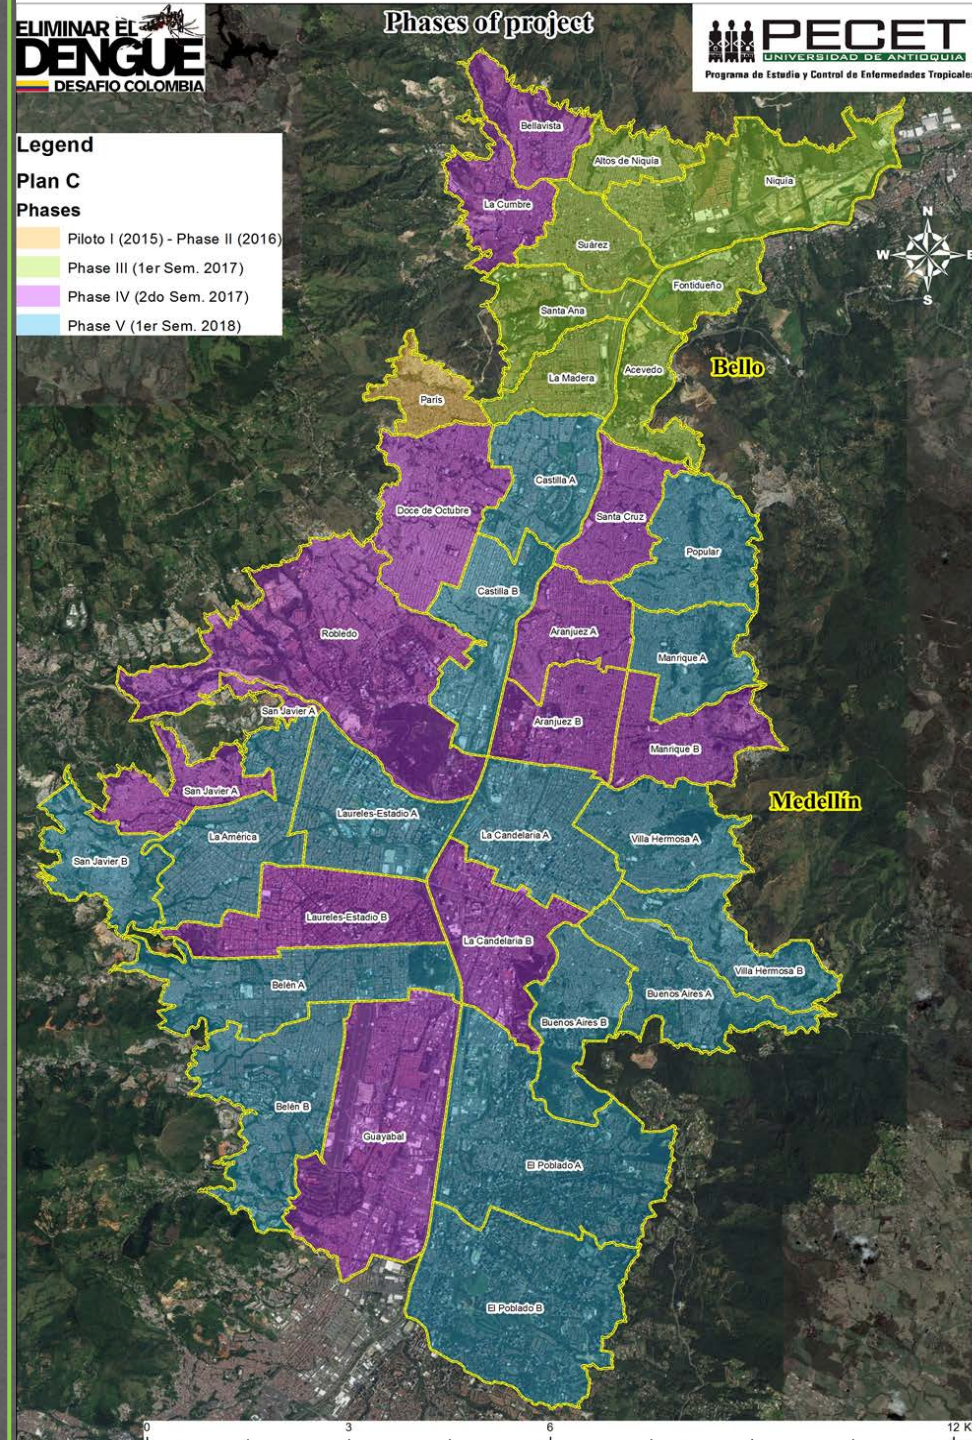 ELIMINAR EL
DENGUE
DESAFIO COLOMBIA
Phases of project
PECET
UNIVERSIDAD DE ANTIOQUIA
Programa de Estudio y Control de Enfermedades Tropicales
Legend
Plan C
Phases
Piloto I (2015) - Phase II (2016)
Phase III (1er Sem. 2017)
Phase IV (2do Sem. 2017)
Phase V (1er Sem. 2018)
N
W
E
S
Bellavista
Altos de Niquía
Niquia
La Cumbre
Suárez
Fontidueño
Santa Ana
Acevedo
La Madera
Bello
Paris
Castilla A
Doce de Octubre
Santa Cruz
Popular
Castilla B
Aranjuez A
Robledo
Manrique A
San Javier A
Aranjuez B
Manrique B
San Javier A
Medellín
Laureles-Estadio A
La América
La Candelaria A
Villa Hermosa A
San Javier B
Laureles-Estadio B
La Candelaria B
Villa Hermosa B
Belén A
Buenos Aires A
Buenos Aires B
Belén B
Guayabal
El Poblado A
El Poblado B
0 3 6 12 K